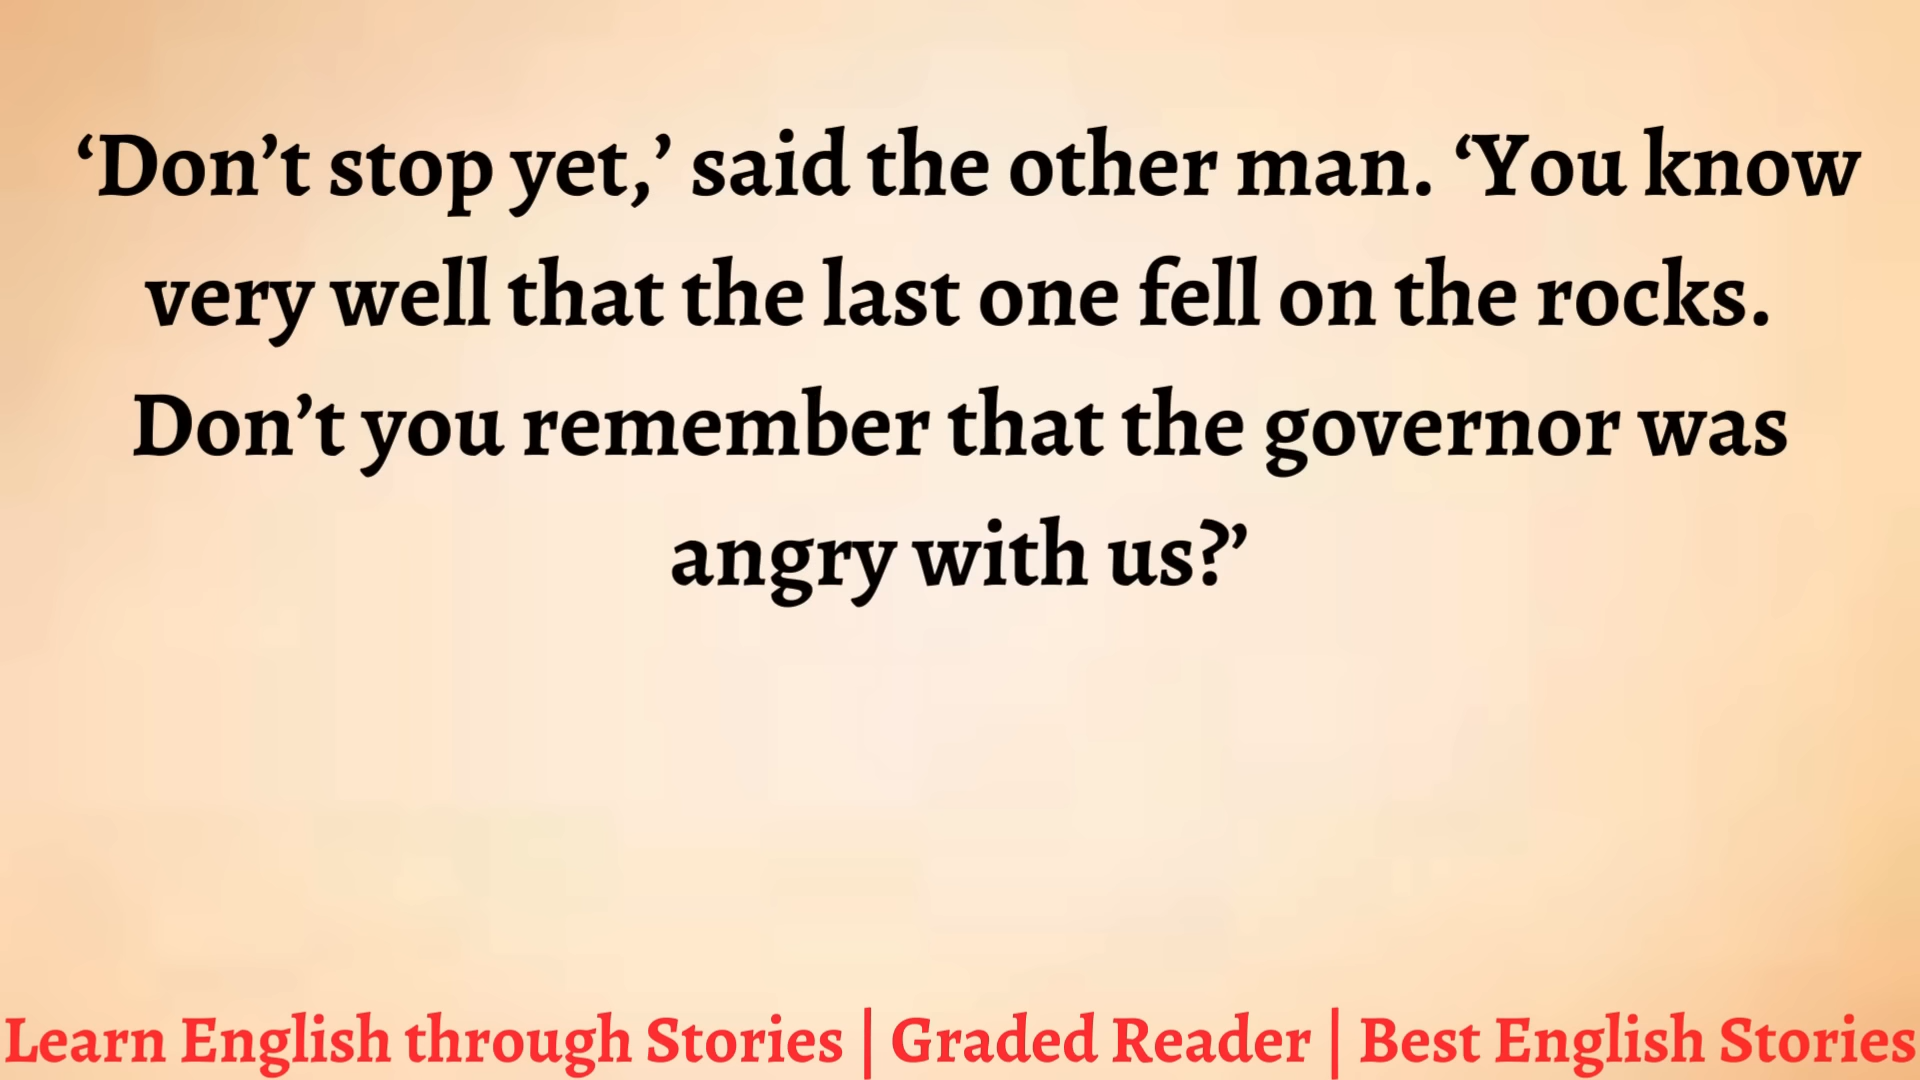 ‘Don’t stop yet,’ said the other man. ‘You know
very well that the last one fell on the rocks.
Don’t you remember that the governor was
angry with us?’
Learn English through Stories | Graded Reader | Best English Stories